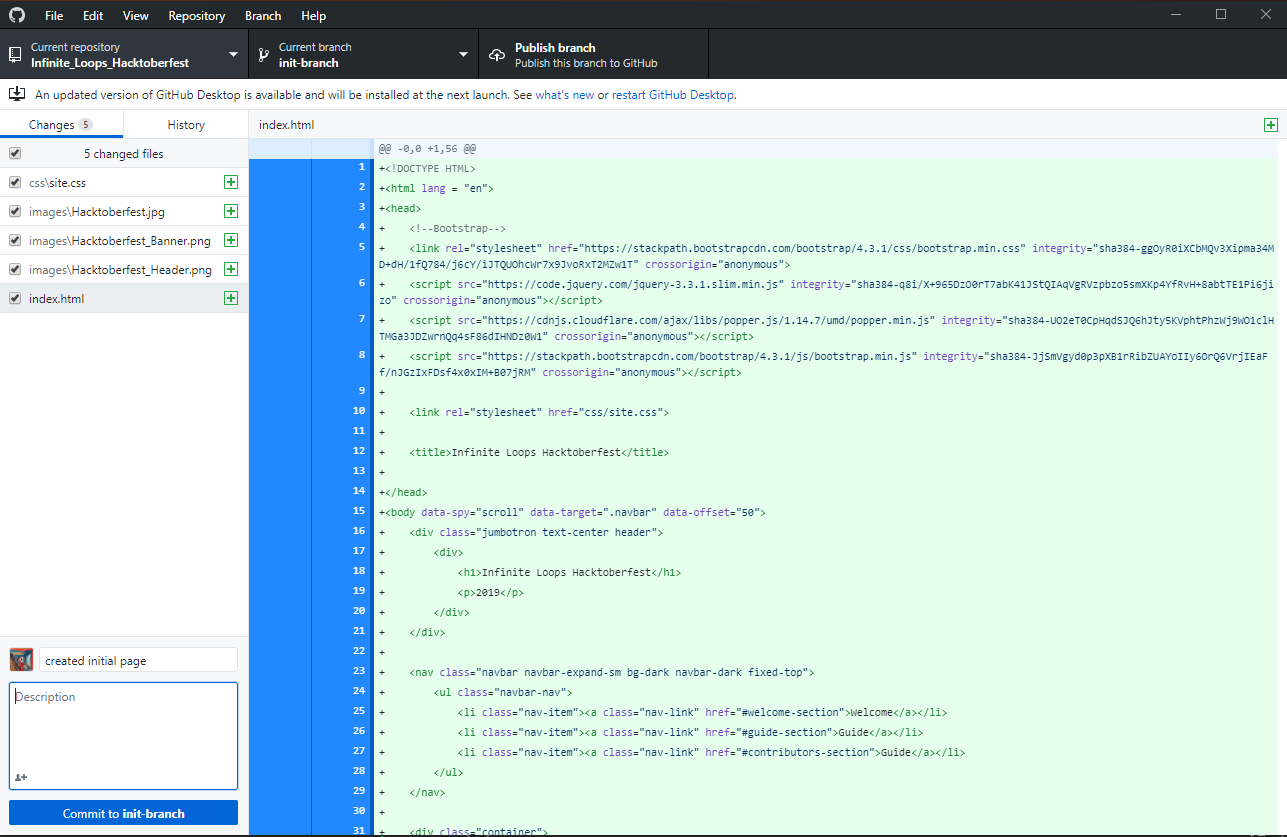 File Edit View Repository Branch Help
Current repository
Infinite_Loops_Hacktoberfest
Current branch
init-branch
Publish branch
Publish this branch to GitHub
An updated version of GitHub Desktop is available and will be installed at the next launch. See what's new or restart GitHub Desktop.
Changes 5 History
index.html
5 changed files
css\site.css
images\Hacktoberfest.jpg
images\Hacktoberfest_Banner.png
images\Hacktoberfest_Header.png
index.html
created initial page
Description
Commit to init-branch
@@ -0,0 +1,56 @@
1 +<!DOCTYPE HTML>
2 +<html lang = "en">
3 +<head>
4 + <!--Bootstrap-->
5 + <link rel="stylesheet" href="https://stackpath.bootstrapcdn.com/bootstrap/4.3.1/css/bootstrap.min.css" integrity="sha384-ggOyR0iXCbMQv3Xipma34M
D+dH/1fQ784/j6cY/iJTQUOhcWr7x9JvoRxT2MZw1T" crossorigin="anonymous">
6 + <script src="https://code.jquery.com/jquery-3.3.1.slim.min.js" integrity="sha384-q8i/X+965DzO0rT7abK41JStQIAqVgRVzpbzo5smXKp4YfRvH+8abtTE1Pi6ji
zo" crossorigin="anonymous"></script>
7 + <script src="https://cdnjs.cloudflare.com/ajax/libs/popper.js/1.14.7/umd/popper.min.js" integrity="sha384-UO2eT0CpHqdSJQ6hJty5KVphtPhzWj9WO1clH
TMGa3JDZwrnQq4sF86dIHNDz0W1" crossorigin="anonymous"></script>
8 + <script src="https://stackpath.bootstrapcdn.com/bootstrap/4.3.1/js/bootstrap.min.js" integrity="sha384-JjSmVgyd0p3pXB1rRibZUAYoIIy6OrQ6VrjIEaF
f/nJGzIxFDsf4x0xIM+B07jRM" crossorigin="anonymous"></script>
9 +
10 + <link rel="stylesheet" href="css/site.css">
11 +
12 + <title>Infinite Loops Hacktoberfest</title>
13 +
14 +</head>
15 +<body data-spy="scroll" data-target=".navbar" data-offset="50">
16 + <div class="jumbotron text-center header">
17 + <div>
18 + <h1>Infinite Loops Hacktoberfest</h1>
19 + <p>2019</p>
20 + </div>
21 + </div>
22 +
23 + <nav class="navbar navbar-expand-sm bg-dark navbar-dark fixed-top">
24 + <ul class="navbar-nav">
25 + <li class="nav-item"><a class="nav-link" href="#welcome-section">Welcome</a></li>
26 + <li class="nav-item"><a class="nav-link" href="#guide-section">Guide</a></li>
27 + <li class="nav-item"><a class="nav-link" href="#contributors-section">Guide</a></li>
28 + </ul>
29 + </nav>
30 +
31 + <div class="container">